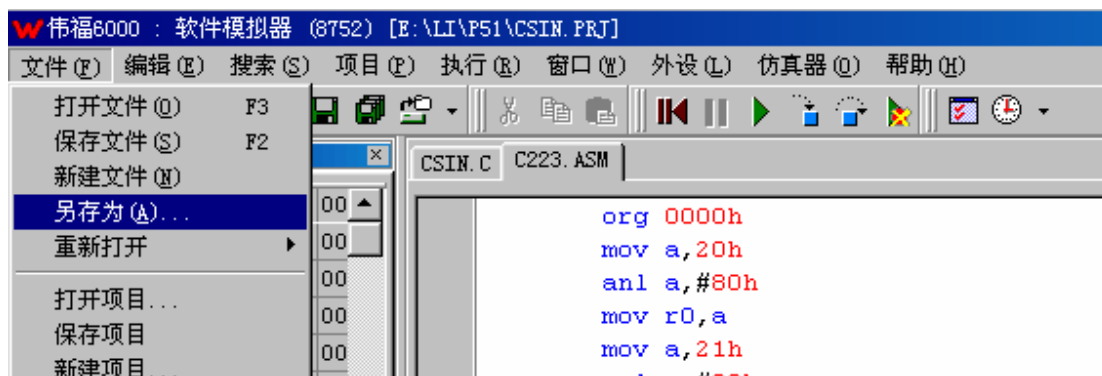 伟福6000 : 软件模拟器 (8752) [E:\LI\P51\CSIN.PRJ]
文件(F) 编辑(E) 搜索(S) 项目(P) 执行(R) 窗口(W) 外设(L) 仿真器(O) 帮助(H)
打开文件(O) F3
保存文件(S) F2
新建文件(N)
另存为(A)...
重新打开
打开项目...
保存项目
新建项目...
CSIN.C C223.ASM
00
00
00
00
00
org 0000h
mov a,20h
anl a,#80h
mov r0,a
mov a,21h